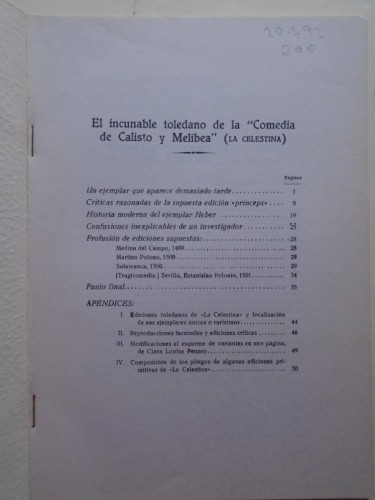 20.492
305
El incunable toledano de la "Comedia
de Calisto y Melibea" (LA CELESTINA)
Páginas
Un ejemplar que aparece demasiado tarde 1
Críticas razonadas de la supuesta edición «princeps» 8
Historia moderna del ejemplar Heber 19
Confusiones inexplicables de un investigador
Profusión de ediciones supuestas: 28
Medina del Campo, 1499 28
Martino Polono, 1500 28
Salamanca, 1500 29
[Tragicomedia.] Sevilla, Estanislao Polonio, 1501 34
Punto final 35
APENDICES:
I. Ediciones toledanas de «La Celestina» y localización
de sus ejemplares únicos o rarísimos 44
II. Reproducciones facsímiles y ediciones críticas 46
III. Modificaciones al esquema de variantes en una página,
de Clara Louisa Penney 49
IV. Composición de los pliegos de algunas ediciones pri-
mitivas de «La Celestina» 50